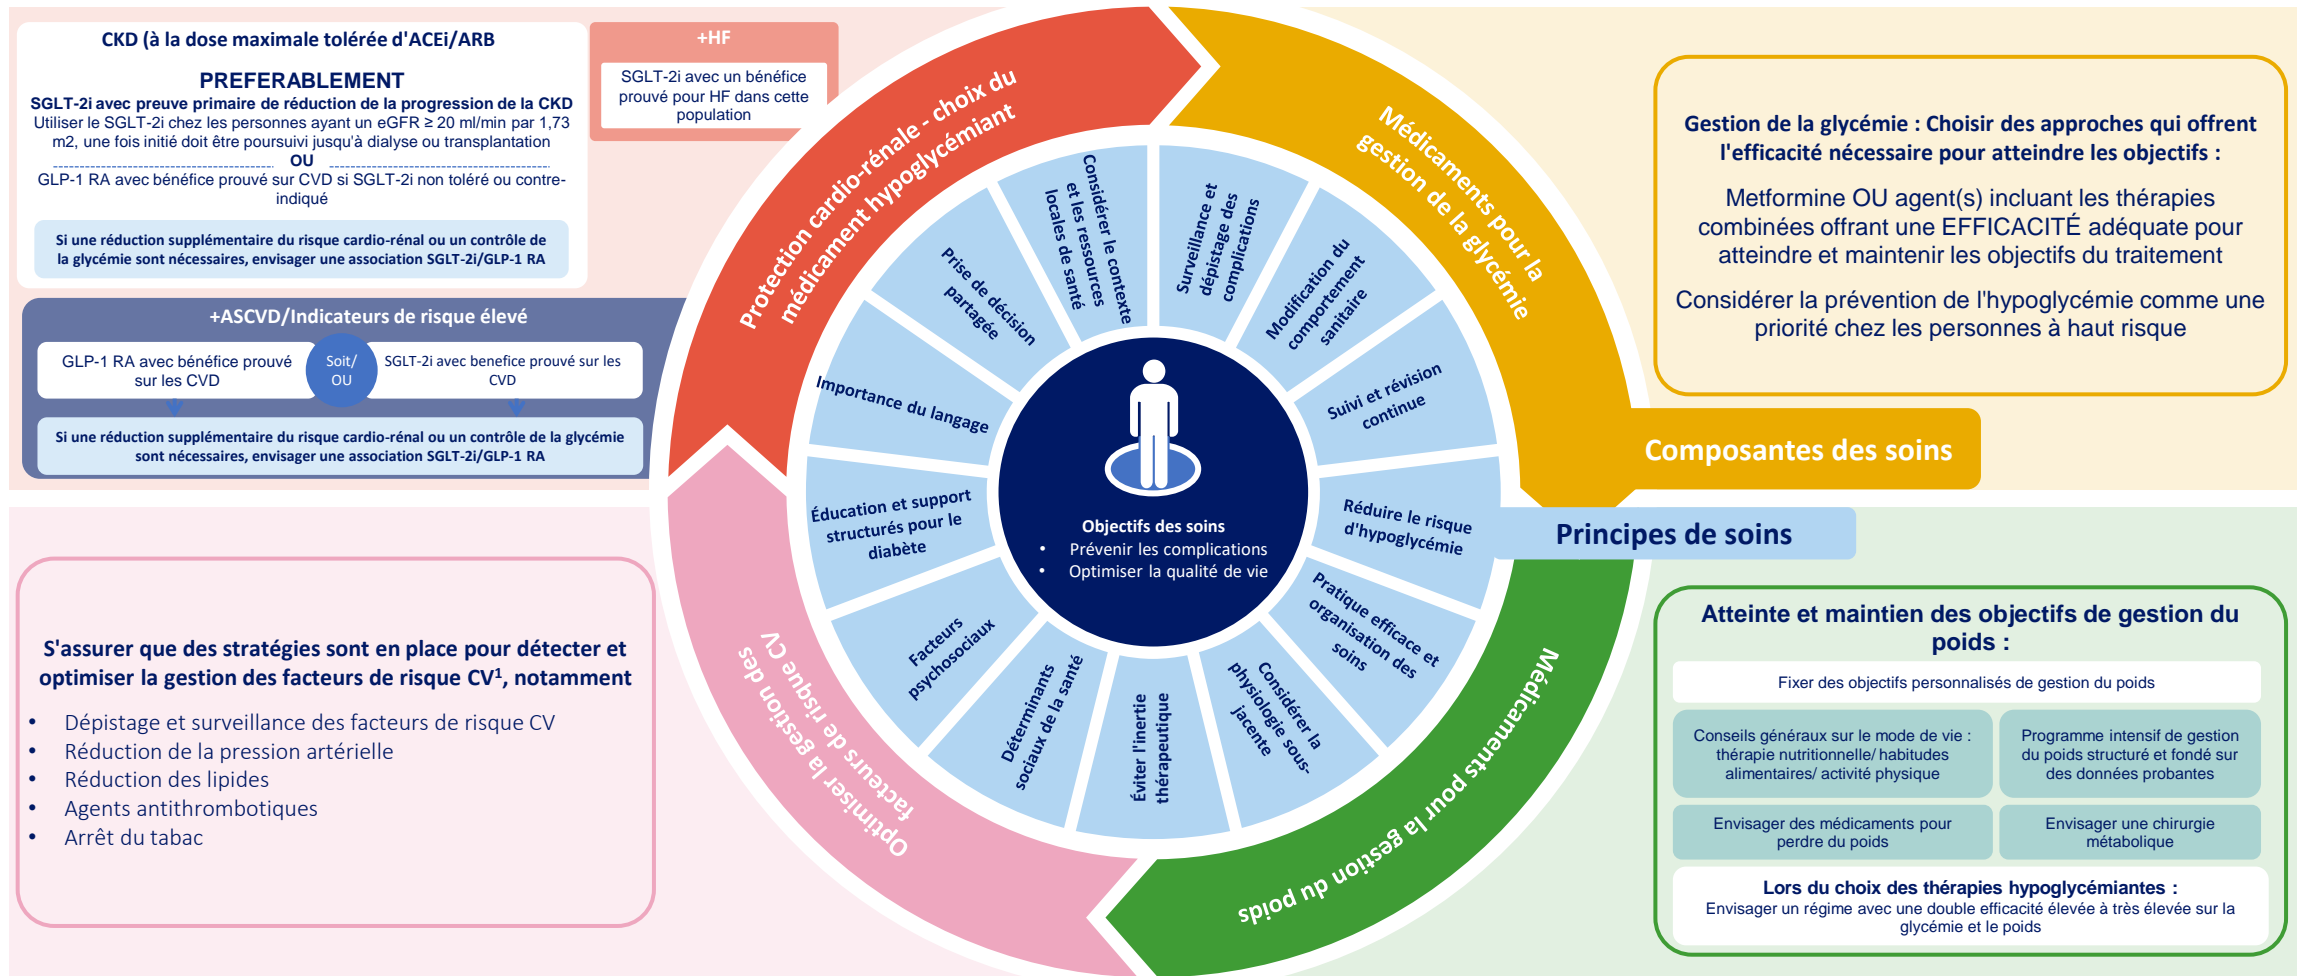 CKD (à la dose maximale tolérée d'ACEi/ARB
PREFERABLEMENT
SGLT-2i avec preuve primaire de réduction de la progression de la CKD
Utiliser le SGLT-2i chez les personnes ayant un eGFR ≥ 20 ml/min par 1,73
m2, une fois initié doit être poursuivi jusqu'à dialyse ou transplantation
OU
GLP-1 RA avec bénéfice prouvé sur CVD si SGLT-2i non toléré ou contre-
indiqué
Si une réduction supplémentaire du risque cardio-rénal ou un contrôle de
la glycémie sont nécessaires, envisager une association SGLT-2i/GLP-1 RA
+HF
SGLT-2i avec un bénéfice
prouvé pour HF dans cette
population
+ASCVD/Indicateurs de risque élevé
GLP-1 RA avec bénéfice prouvé
sur les CVD
Soit/
OU
SGLT-2i avec benefice prouvé sur les
CVD
Si une réduction supplémentaire du risque cardio-rénal ou un contrôle de la glycémie
sont nécessaires, envisager une association SGLT-2i/GLP-1 RA
Protection cardio-rénale - choix du
médicament hypoglycémiant
Médicaments pour la
gestion de la glycémie
Gestion de la glycémie : Choisir des approches qui offrent
l'efficacité nécessaire pour atteindre les objectifs :
Metformine OU agent(s) incluant les thérapies
combinées offrant une EFFICACITÉ adéquate pour
atteindre et maintenir les objectifs du traitement
Considérer la prévention de l'hypoglycémie comme une
priorité chez les personnes à haut risque
Composantes des soins
Principes de soins
Considérer le contexte
et les ressources
locales de santé
Surveillance et
dépistage des
complications
Modification du
comportement
sanitaire
Suivi et révision
continue
Réduire le risque
d'hypoglycémie
Pratique efficace et
organisation des
soins
Considérer la
physiologie sous-
jacente
Éviter l'inertie
thérapeutique
Déterminants
sociaux de la santé
Facteurs
psychosociaux
Éducation et support
structurés pour le
diabète
Importance du langage
Prise de décision
partagée
Objectifs des soins
• Prévenir les complications
• Optimiser la qualité de vie
S'assurer que des stratégies sont en place pour détecter et
optimiser la gestion des facteurs de risque CV¹, notamment
• Dépistage et surveillance des facteurs de risque CV
• Réduction de la pression artérielle
• Réduction des lipides
• Agents antithrombotiques
• Arrêt du tabac
Optimiser la gestion des
facteurs de risque CV
Médicaments pour la gestion du poids
Atteinte et maintien des objectifs de gestion du
poids :
Fixer des objectifs personnalisés de gestion du poids
Conseils généraux sur le mode de vie :
thérapie nutritionnelle/ habitudes
alimentaires/ activité physique
Programme intensif de gestion
du poids structuré et fondé sur
des données probantes
Envisager des médicaments pour
perdre du poids
Envisager une chirurgie
métabolique
Lors du choix des thérapies hypoglycémiantes :
Envisager un régime avec une double efficacité élevée à très élevée sur la
glycémie et le poids